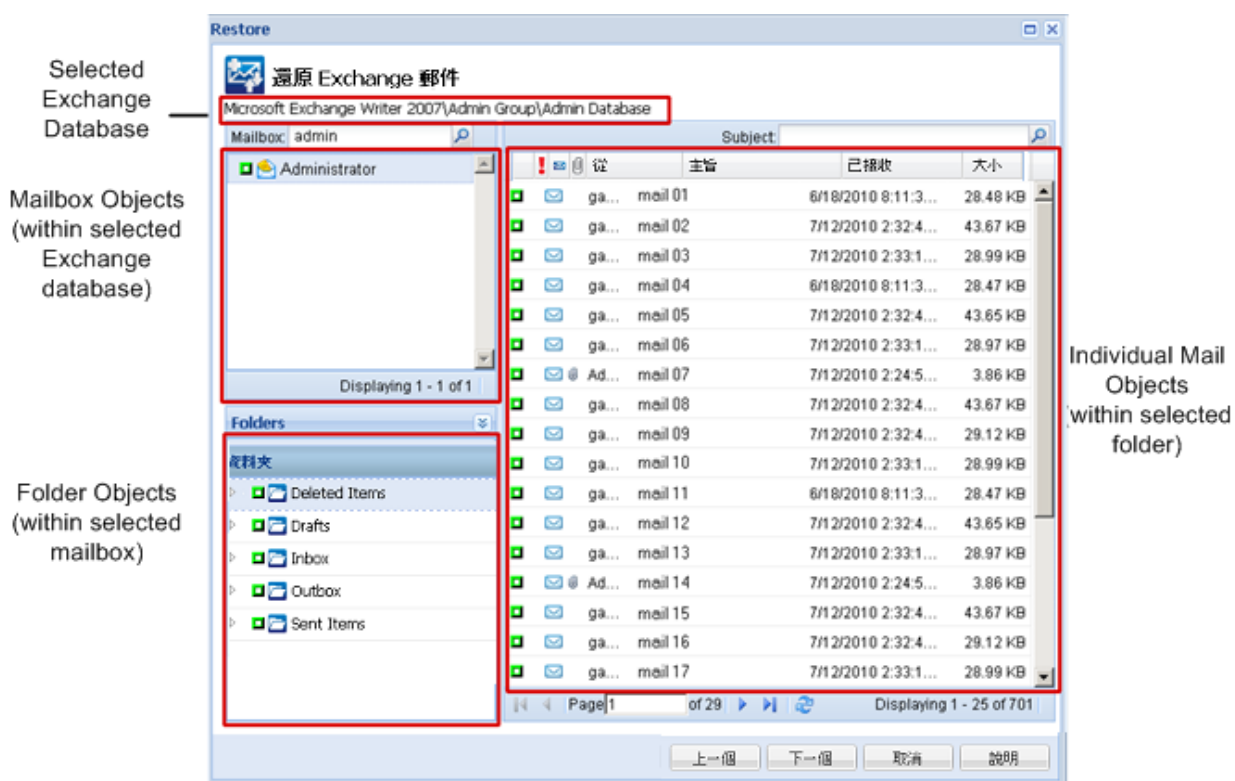 Restore
還原 Exchange 郵件
Selected
Exchange
Database
Microsoft Exchange Writer 2007\Admin Group\Admin Database
Mailbox: admin
Subject:
Administrator
Displaying 1 - 1 of 1
Mailbox Objects
(within selected
Exchange
database)
Folders
資料夾
Deleted Items
Drafts
Inbox
Outbox
Sent Items
Folder Objects
(within selected
mailbox)
從 主旨 已接收 大小
ga... mail 01 6/18/2010 8:11:3... 28.48 KB
ga... mail 02 7/12/2010 2:32:4... 43.67 KB
ga... mail 03 7/12/2010 2:33:1... 28.99 KB
ga... mail 04 6/18/2010 8:11:3... 28.47 KB
ga... mail 05 7/12/2010 2:32:4... 43.65 KB
ga... mail 06 7/12/2010 2:33:1... 28.97 KB
Ad... mail 07 7/12/2010 2:24:5... 3.86 KB
ga... mail 08 7/12/2010 2:32:4... 43.67 KB
ga... mail 09 7/12/2010 2:32:4... 29.12 KB
ga... mail 10 7/12/2010 2:33:1... 28.99 KB
ga... mail 11 6/18/2010 8:11:3... 28.47 KB
ga... mail 12 7/12/2010 2:32:4... 43.65 KB
ga... mail 13 7/12/2010 2:33:1... 28.97 KB
Ad... mail 14 7/12/2010 2:24:5... 3.86 KB
ga... mail 15 7/12/2010 2:32:4... 43.67 KB
ga... mail 16 7/12/2010 2:32:4... 29.12 KB
ga... mail 17 7/12/2010 2:33:1... 28.99 KB
Page 1 of 29 Displaying 1 - 25 of 701
Individual Mail
Objects
(within selected
folder)
上一個 下一個 取消 說明